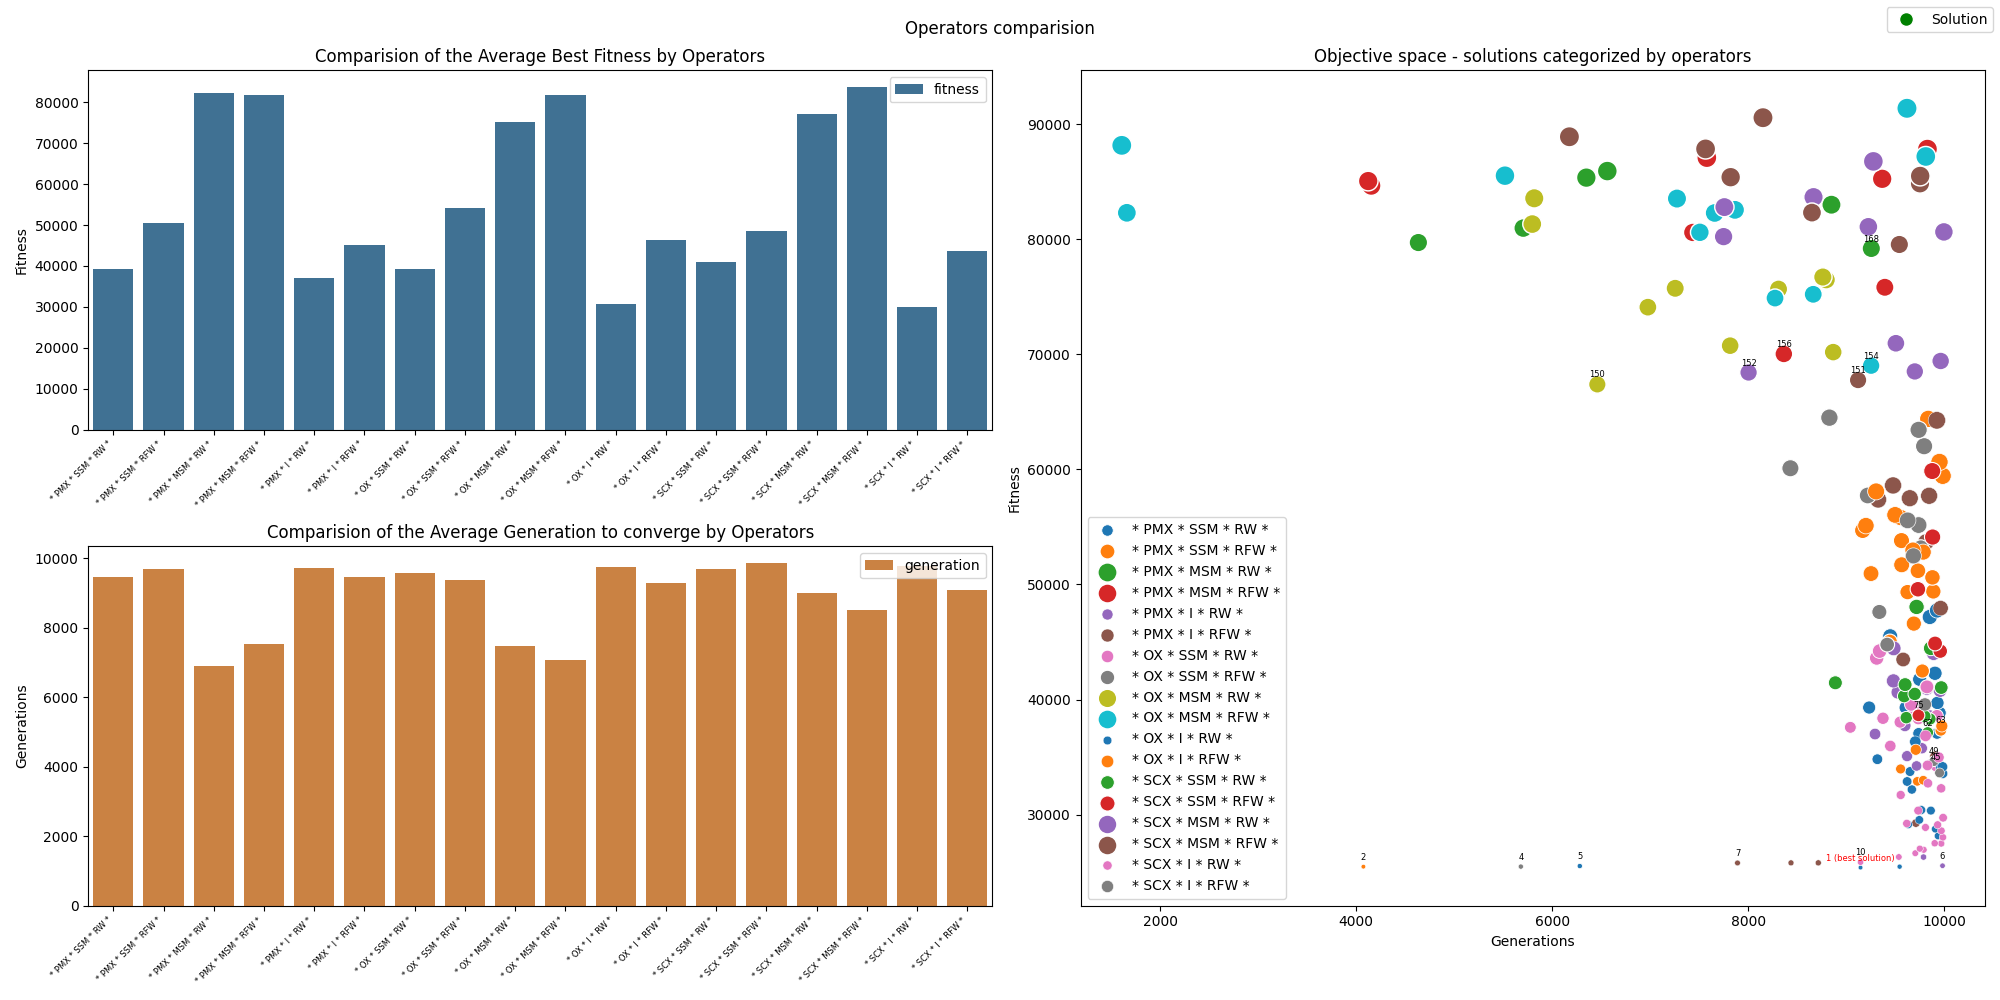 Operators comparision
Solution
Comparision of the Average Best Fitness by Operators
fitness
Fitness
80000
70000
60000
50000
40000
30000
20000
10000
0
* PMX * SSM * RW *
* PMX * SSM * RFW *
* PMX * MSM * RW *
* PMX * MSM * RFW *
* PMX * I * RW *
* PMX * I * RFW *
* OX * SSM * RW *
* OX * SSM * RFW *
* OX * MSM * RW *
* OX * MSM * RFW *
* OX * I * RW *
* OX * I * RFW *
* SCX * SSM * RW *
* SCX * SSM * RFW *
* SCX * MSM * RW *
* SCX * MSM * RFW *
* SCX * I * RW *
* SCX * I * RFW *
Comparision of the Average Generation to converge by Operators
generation
Generations
10000
8000
6000
4000
2000
0
* PMX * SSM * RW *
* PMX * SSM * RFW *
* PMX * MSM * RW *
* PMX * MSM * RFW *
* PMX * I * RW *
* PMX * I * RFW *
* OX * SSM * RW *
* OX * SSM * RFW *
* OX * MSM * RW *
* OX * MSM * RFW *
* OX * I * RW *
* OX * I * RFW *
* SCX * SSM * RW *
* SCX * SSM * RFW *
* SCX * MSM * RW *
* SCX * MSM * RFW *
* SCX * I * RW *
* SCX * I * RFW *
Objective space - solutions categorized by operators
Fitness
90000
80000
70000
60000
50000
40000
30000
168
156
152
154
151
150
75
63
62
49
45
2
4
5
7
1 (best solution)
10
6
* PMX * SSM * RW *
* PMX * SSM * RFW *
* PMX * MSM * RW *
* PMX * MSM * RFW *
* PMX * I * RW *
* PMX * I * RFW *
* OX * SSM * RW *
* OX * SSM * RFW *
* OX * MSM * RW *
* OX * MSM * RFW *
* OX * I * RW *
* OX * I * RFW *
* SCX * SSM * RW *
* SCX * SSM * RFW *
* SCX * MSM * RW *
* SCX * MSM * RFW *
* SCX * I * RW *
* SCX * I * RFW *
2000
4000
6000
8000
10000
Generations